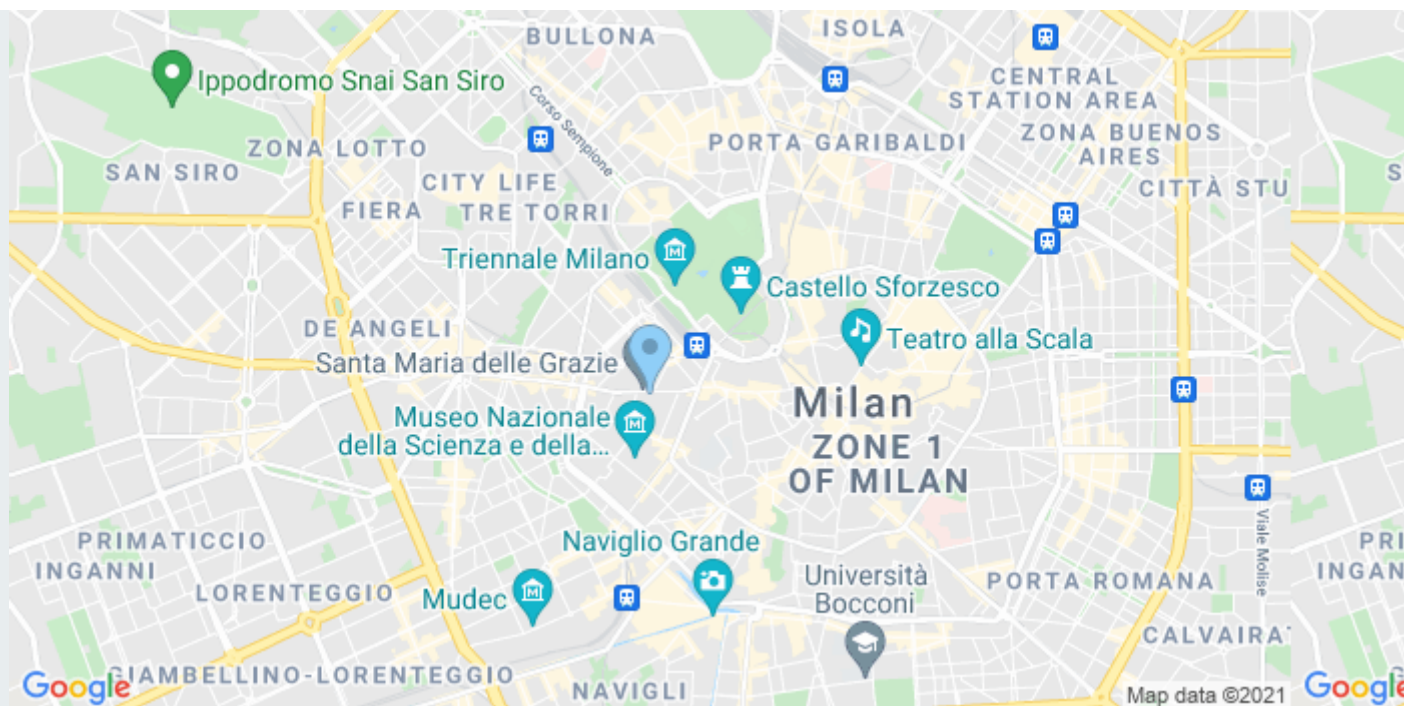 BULLONA
ISOLA
Ippodromo Snai San Siro
CENTRAL
STATION AREA
Corso Sempione
ZONA LOTTO
PORTA GARIBALDI
ZONA BUENOS
AIRES
SAN SIRO
CITY LIFE
TRE TORRI
CITTÀ STU
S
FIERA
Triennale Milano
Castello Sforzesco
DE ANGELI
Teatro alla Scala
Santa Maria delle Grazie
Museo Nazionale
della Scienza e della...
Milan
ZONE 1
OF MILAN
PRIMATICCIO
INGANNI
Naviglio Grande
Viale Molise
PRI
INGAN
LORENTEGGIO
Mudec
Università
Bocconi
PORTA ROMANA
CALVAIRA
GIAMBELLINO-LORENTEGGIO
NAVIGLI
Google
Map data ©2021
Google